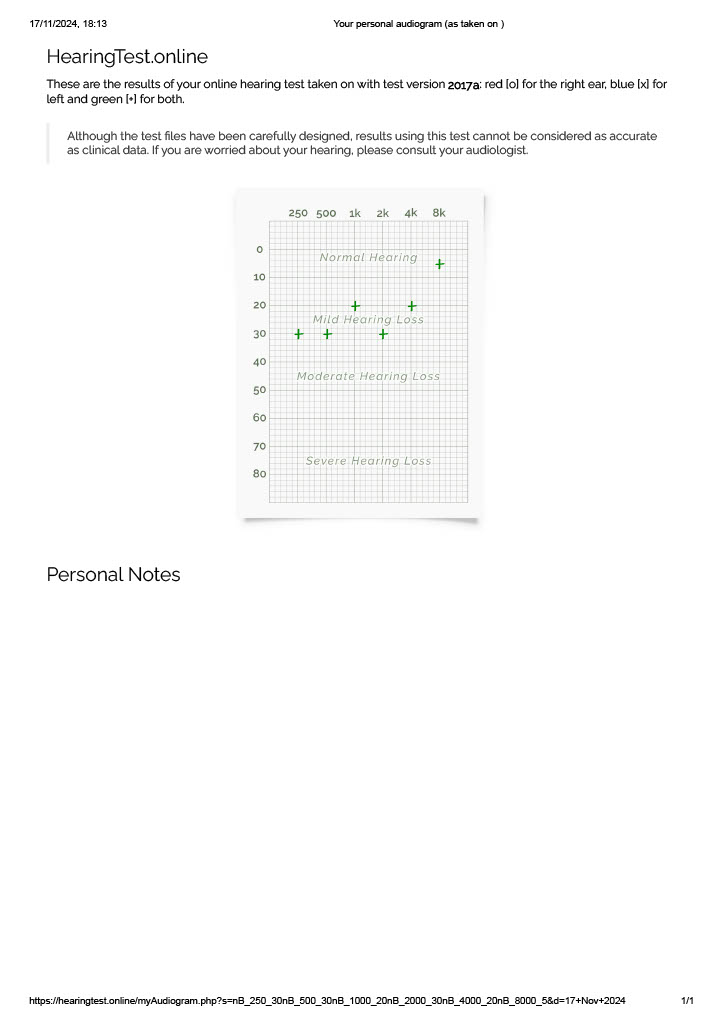 17/11/2024, 18:13
Your personal audiogram (as taken on )
HearingTest.online
These are the results of your online hearing test taken on with test version 2017a: red [o] for the right ear, blue [x] for
left and green [+] for both.
Although the test files have been carefully designed, results using this test cannot be considered as accurate
as clinical data. If you are worried about your hearing, please consult your audiologist.
250 500 1k 2k 4k 8k
0
Normal Hearing
10
20
Mild Hearing Loss
30
40
Moderate Hearing Loss
50
60
70
Severe Hearing Loss
80
Personal Notes
https://hearingtest.online/myAudiogram.php?s=nB_250_30nB_500_30nB_1000_20nB_2000_30nB_4000_20nB_8000_5&d=17+Nov+2024
1/1